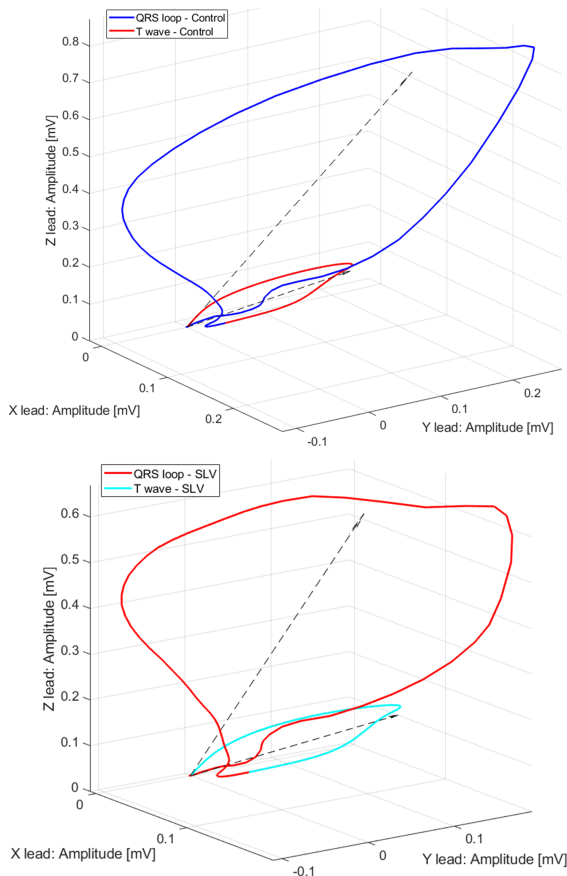 QRS loop - Control
T wave - Control
0.8
0.7
0.6
0.5
0.4
0.3
0.2
0.1
0
Z lead: Amplitude [mV]
0
0.1
0.2
X lead: Amplitude [mV]
-0.1
0
0.1
0.2
Y lead: Amplitude [mV]
QRS loop - SLV
T wave - SLV
0.6
0.5
0.4
0.3
0.2
0.1
0
Z lead: Amplitude [mV]
0
0.1
X lead: Amplitude [mV]
-0.1
0
0.1
Y lead: Amplitude [mV]